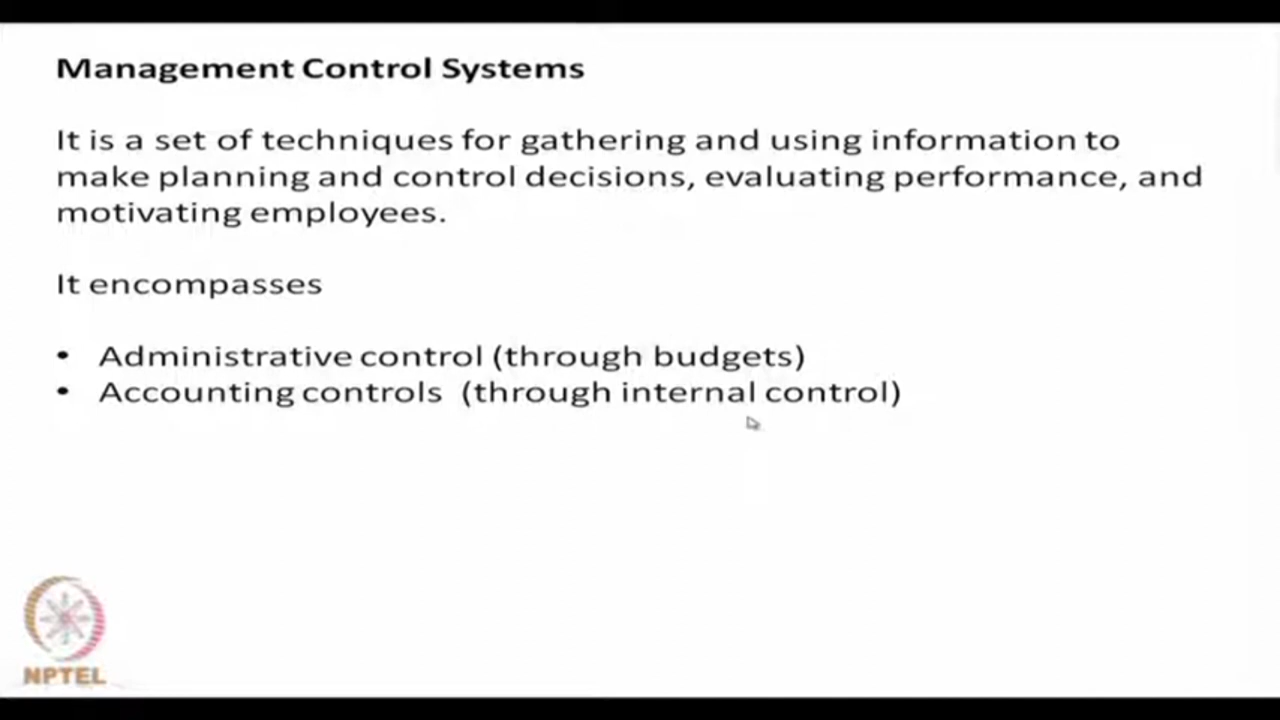 Management Control Systems
It is a set of techniques for gathering and using information to
make planning and control decisions, evaluating performance, and
motivating employees.
It encompasses
• Administrative control (through budgets)
• Accounting controls (through internal control)
NPTEL